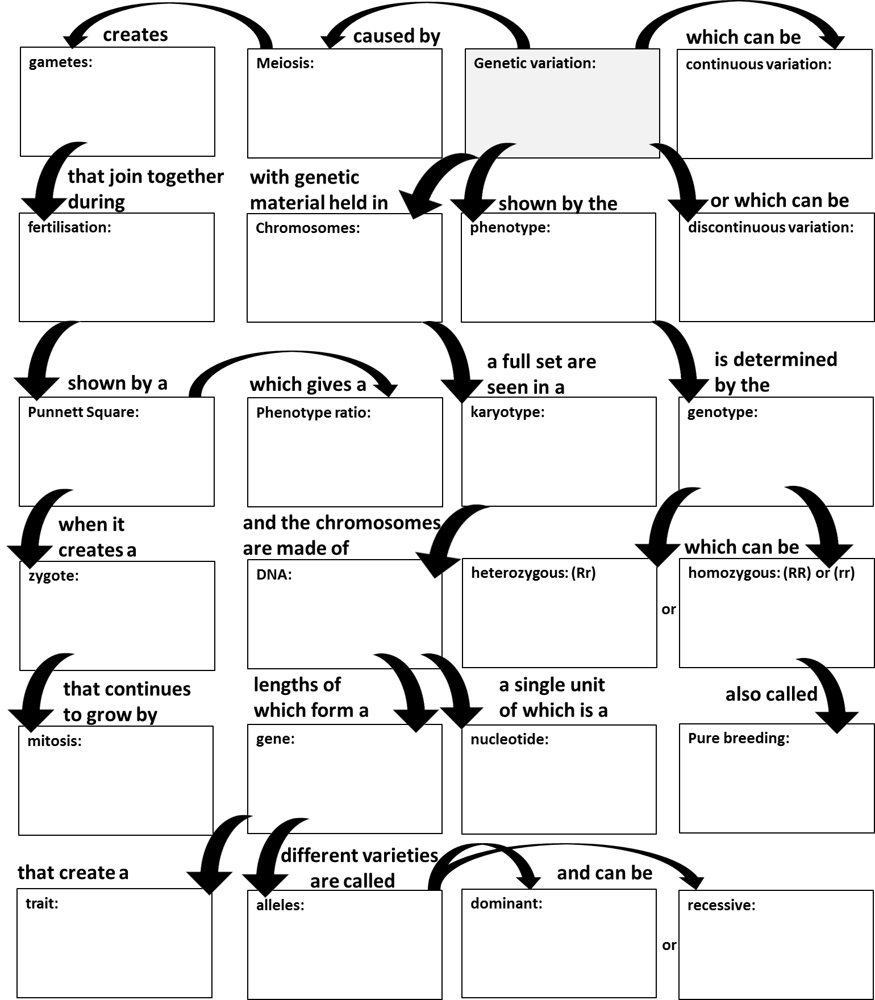 creates
caused by
which can be
gametes:
Meiosis:
Genetic variation:
continuous variation:
that join together
during
with genetic
material held in
shown by the
or which can be
fertilisation:
Chromosomes:
phenotype:
discontinuous variation:
shown by a
which gives a
a full set are
seen in a
is determined
by the
Punnett Square:
Phenotype ratio:
karyotype:
genotype:
when it
creates a
and the chromosomes
are made of
which can be
zygote:
DNA:
heterozygous: (Rr)
or
homozygous: (RR) or (rr)
that continues
to grow by
lengths of
which form a
a single unit
of which is a
also called
mitosis:
gene:
nucleotide:
Pure breeding:
that create a
different varieties
are called
and can be
trait:
alleles:
dominant:
or
recessive: